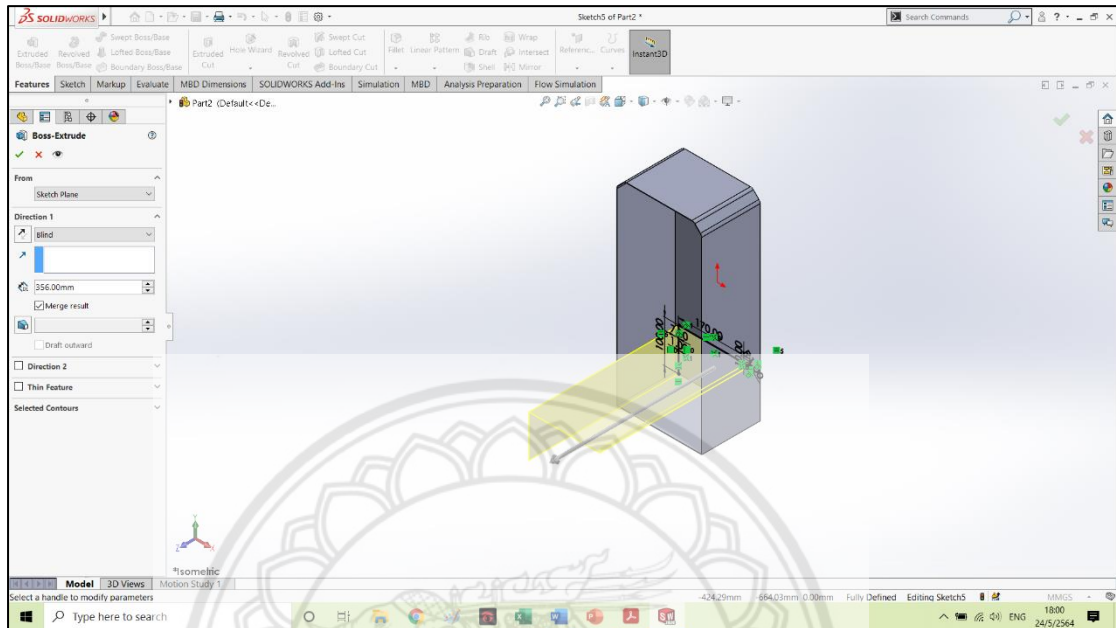 SOLIDWORKS
Sketch5 of Part2 *
Search Commands
Extruded Boss/Base
Revolved Boss/Base
Swept Boss/Base
Lofted Boss/Base
Boundary Boss/Base
Extruded Cut
Hole Wizard
Revolved Cut
Swept Cut
Lofted Cut
Boundary Cut
Fillet
Linear Pattern
Rib
Draft
Shell
Wrap
Intersect
Mirror
Referenc...
Curves
Instant3D
Features Sketch Markup Evaluate MBD Dimensions SOLIDWORKS Add-Ins Simulation MBD Analysis Preparation Flow Simulation
Part2 (Default<<De...
Boss-Extrude
From
Sketch Plane
Direction 1
Blind
356.00mm
Merge result
Draft outward
Direction 2
Thin Feature
Selected Contours
100.00
170.00
Y
Z
*Isometric
Model 3D Views Motion Study 1
Select a handle to modify parameters
-424.29mm 664.03mm 0.00mm Fully Defined Editing Sketch5 MMGS
Type here to search
ENG
18:00
24/5/2564